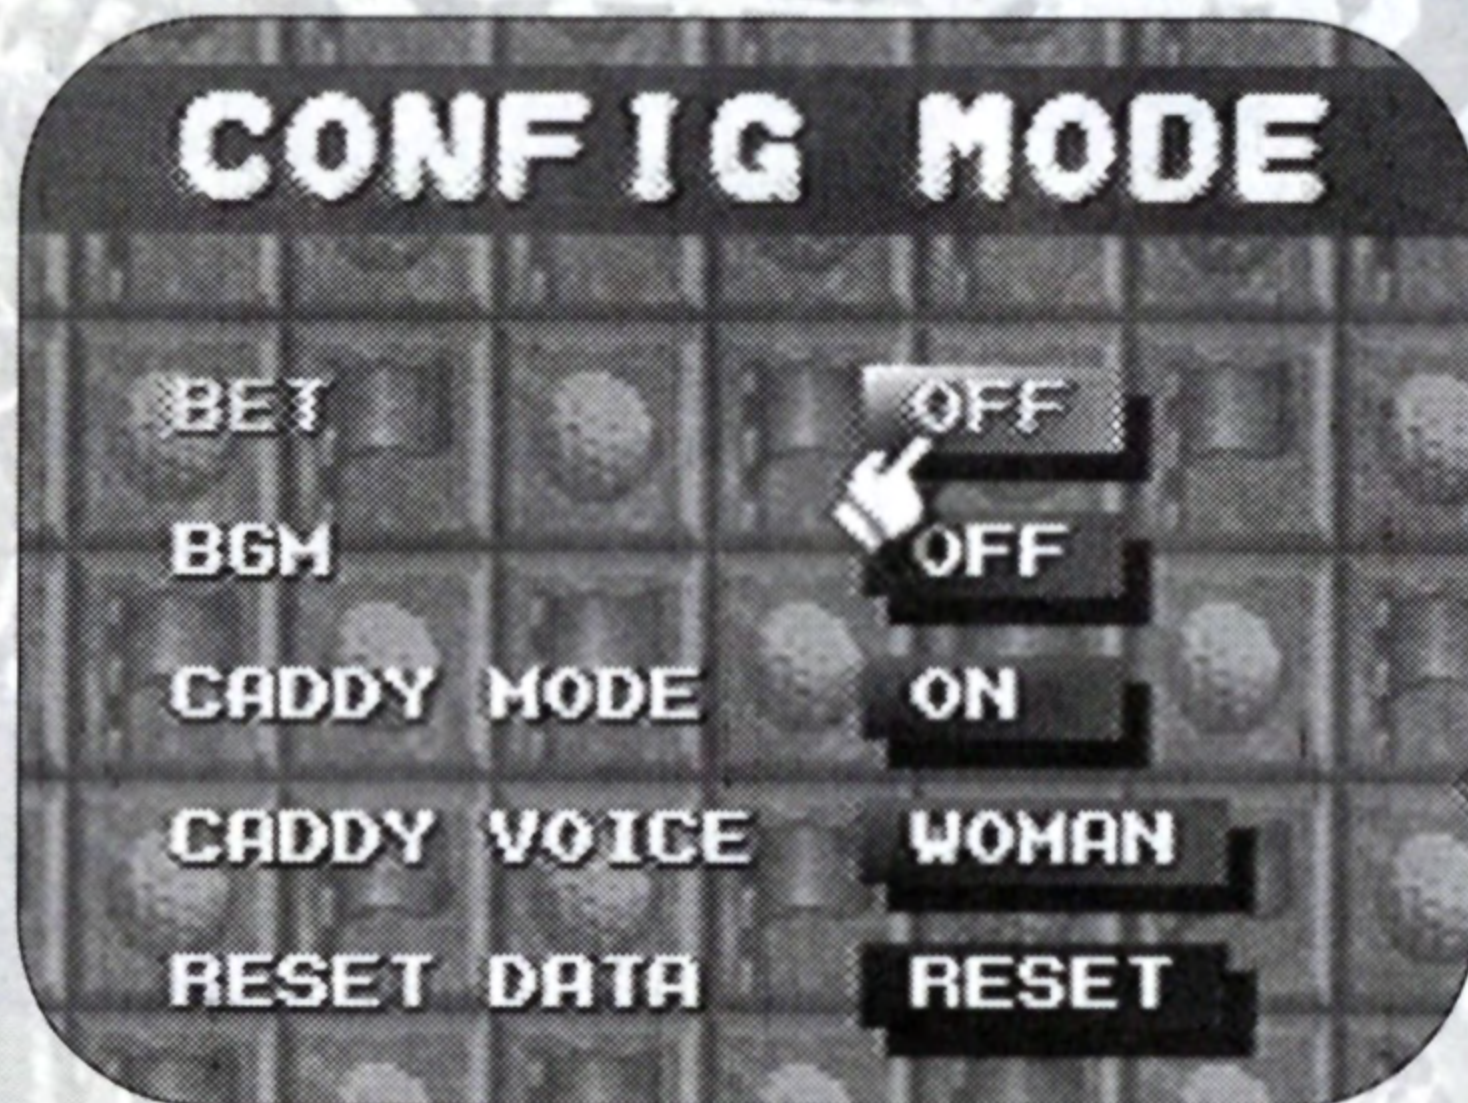 CONFIG MODE
BET OFF
BGM OFF
CADDY MODE ON
CADDY VOICE WOMAN
RESET DATA RESET